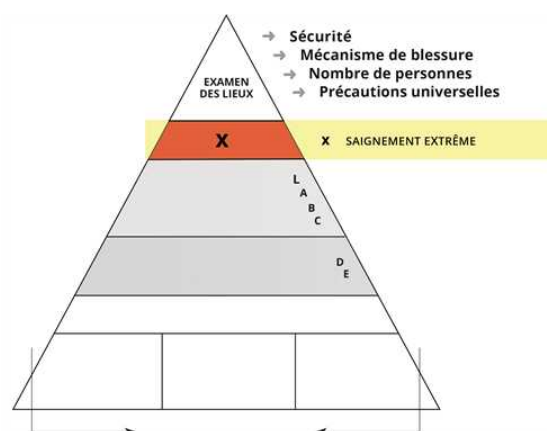 → Sécurité
→ Mécanisme de blessure
→ Nombre de personnes
→ Précautions universelles
EXAMEN
DES LIEUX
X
X SAIGNEMENT EXTRÊME
L
A
B
C
D
E